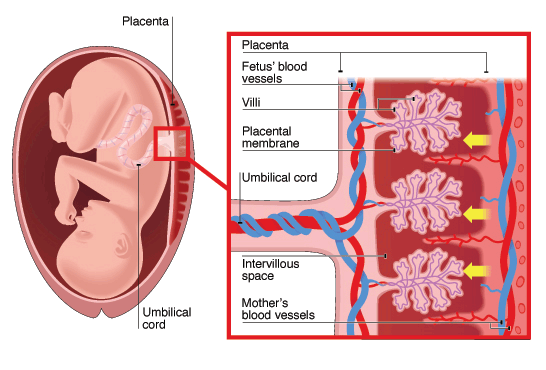 Placenta
Umbilical
cord
Placenta
Fetus' blood
vessels
Villi
Placental
membrane
Umbilical cord
Intervillous
space
Mother's
blood vessels